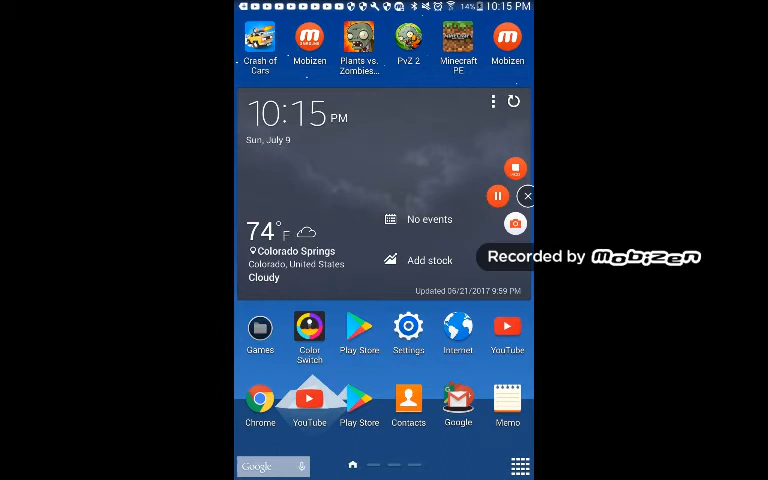 14% 10:15 PM
Crash of Cars
Mobizen
Plants vs. Zombies...
PvZ 2
Minecraft PE
Mobizen
10:15 PM
Sun, July 9
74°F
Colorado Springs
Colorado, United States
Cloudy
No events
Add stock
Updated 06/21/2017 9:59 PM
Recorded by mobizen
Games
Color Switch
Play Store
Settings
Internet
YouTube
Chrome
YouTube
Play Store
Contacts
Google
Memo
Google